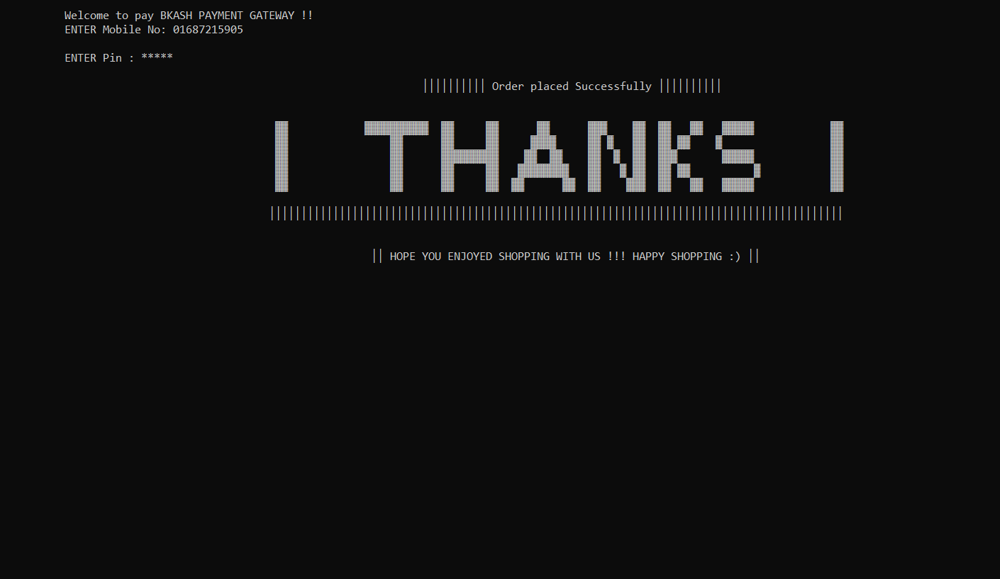 Welcome to pay BKASH PAYMENT GATEWAY !!
ENTER Mobile No: 01687215905
ENTER Pin : *****
|||||||||| Order placed Successfully ||||||||||
| THANKS |
||||||||||||||||||||||||||||||||||||||||||||||||||||||||||||||||||||||||||||||||||||||||||
|| HOPE YOU ENJOYED SHOPPING WITH US !!! HAPPY SHOPPING :) ||